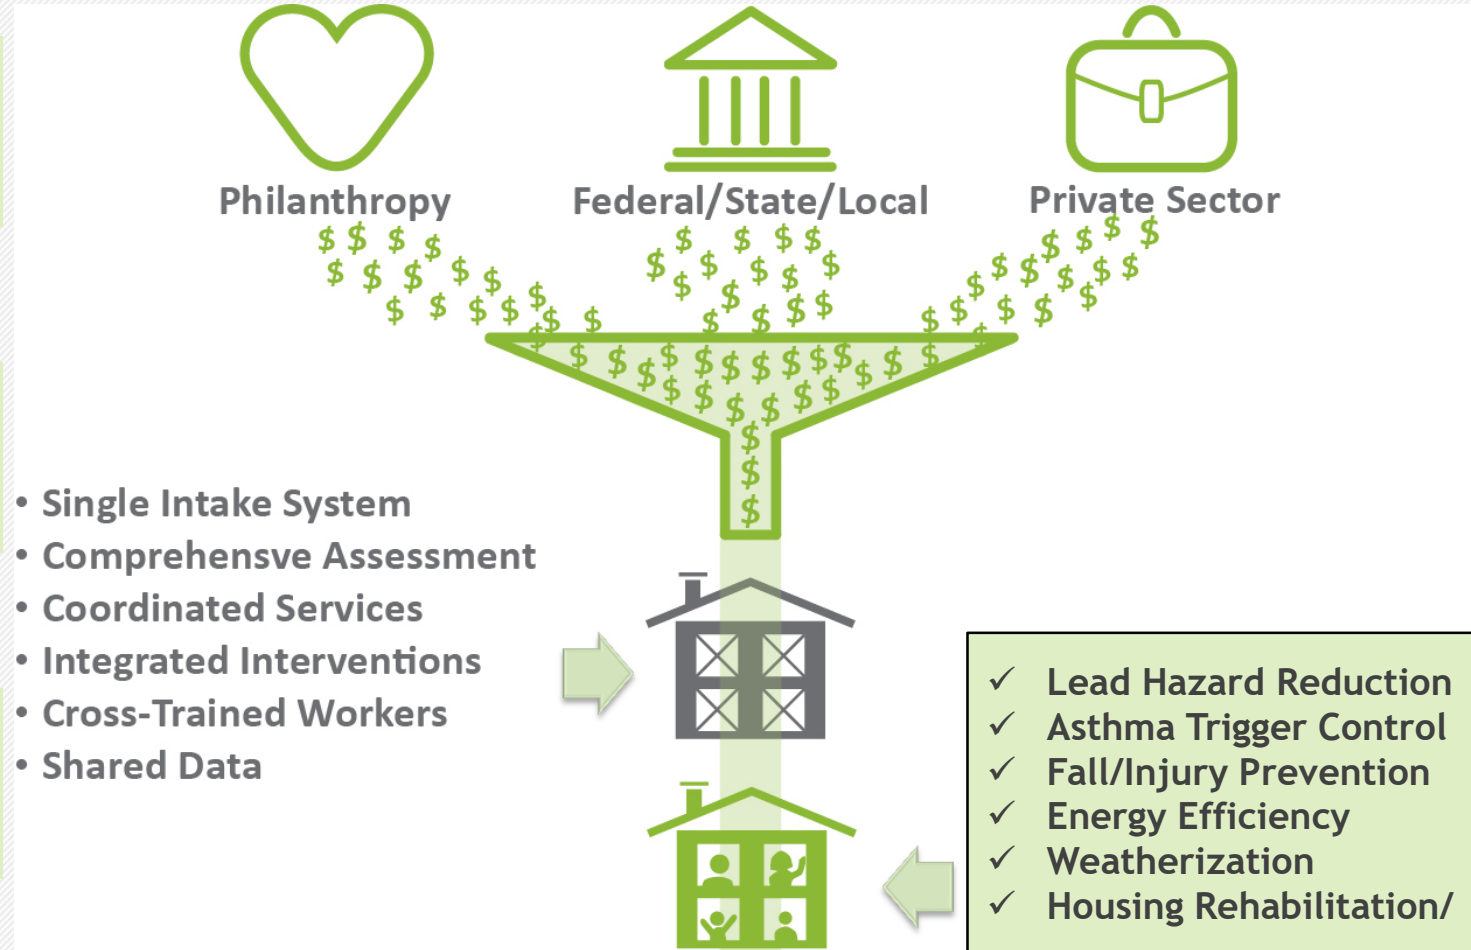 Philanthropy
Federal/State/Local
Private Sector
• Single Intake System
• Comprehensve Assessment
• Coordinated Services
• Integrated Interventions
• Cross-Trained Workers
• Shared Data
✓ Lead Hazard Reduction
✓ Asthma Trigger Control
✓ Fall/Injury Prevention
✓ Energy Efficiency
✓ Weatherization
✓ Housing Rehabilitation/